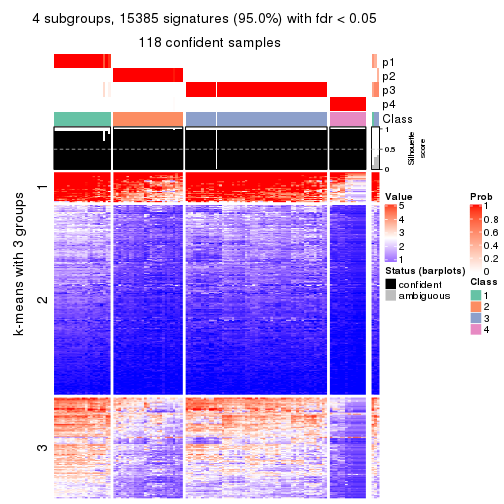 4 subgroups, 15385 signatures (95.0%) with fdr < 0.05
118 confident samples
p1
p2
p3
p4
Class
1
0.5
0
Silhouette
score
k-means with 3 groups
1
2
3
Value
5
4
3
2
1
Status (barplots)
confident
ambiguous
Prob
1
0.8
0.6
0.4
0.2
0
Class
1
2
3
4